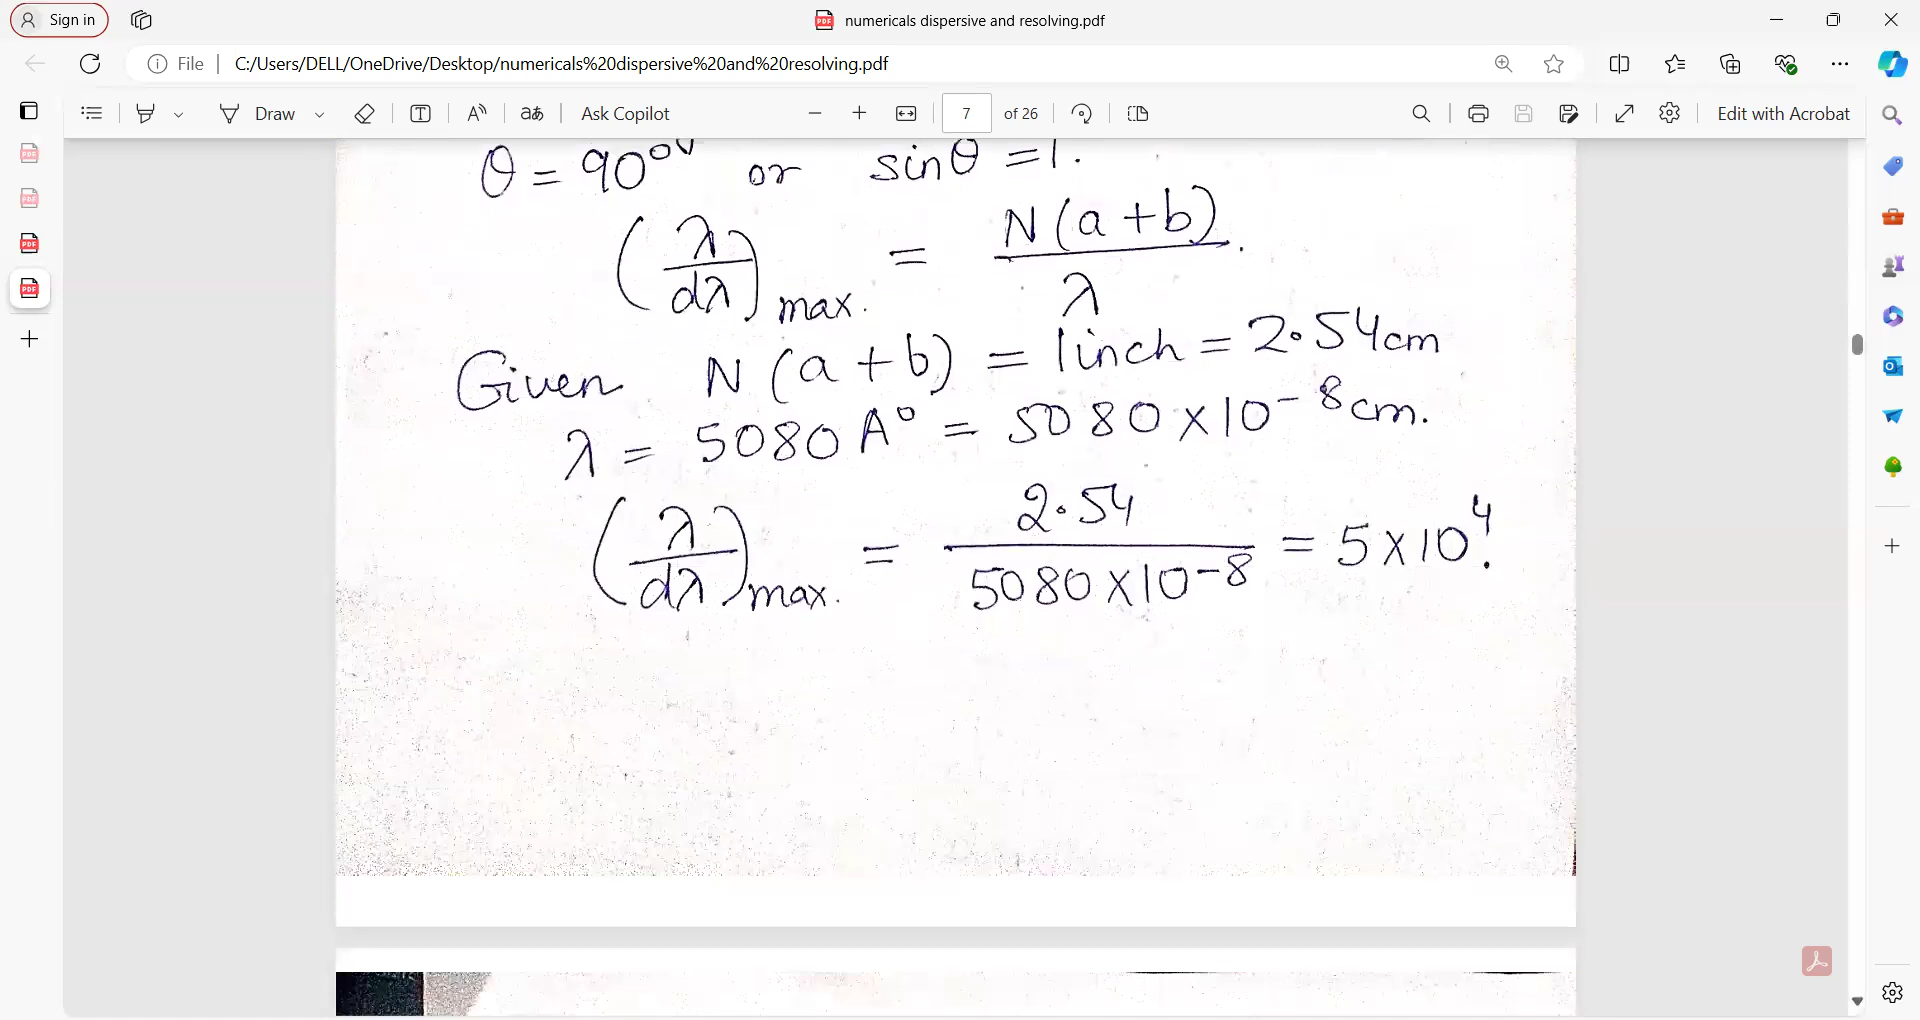 Sign in
numericals dispersive and resolving.pdf
File
C:/Users/DELL/OneDrive/Desktop/numericals%20dispersive%20and%20resolving.pdf
Draw
Ask Copilot
7 of 26
Edit with Acrobat
θ = 90° or sinθ = 1.
(λ/dλ)max. = N(a+b)/λ.
Given N(a+b) = 1inch = 2.54cm
λ = 5080 A° = 5080×10-8cm.
(λ/dλ)max. = 2.54/5080×10-8 = 5×10⁴.